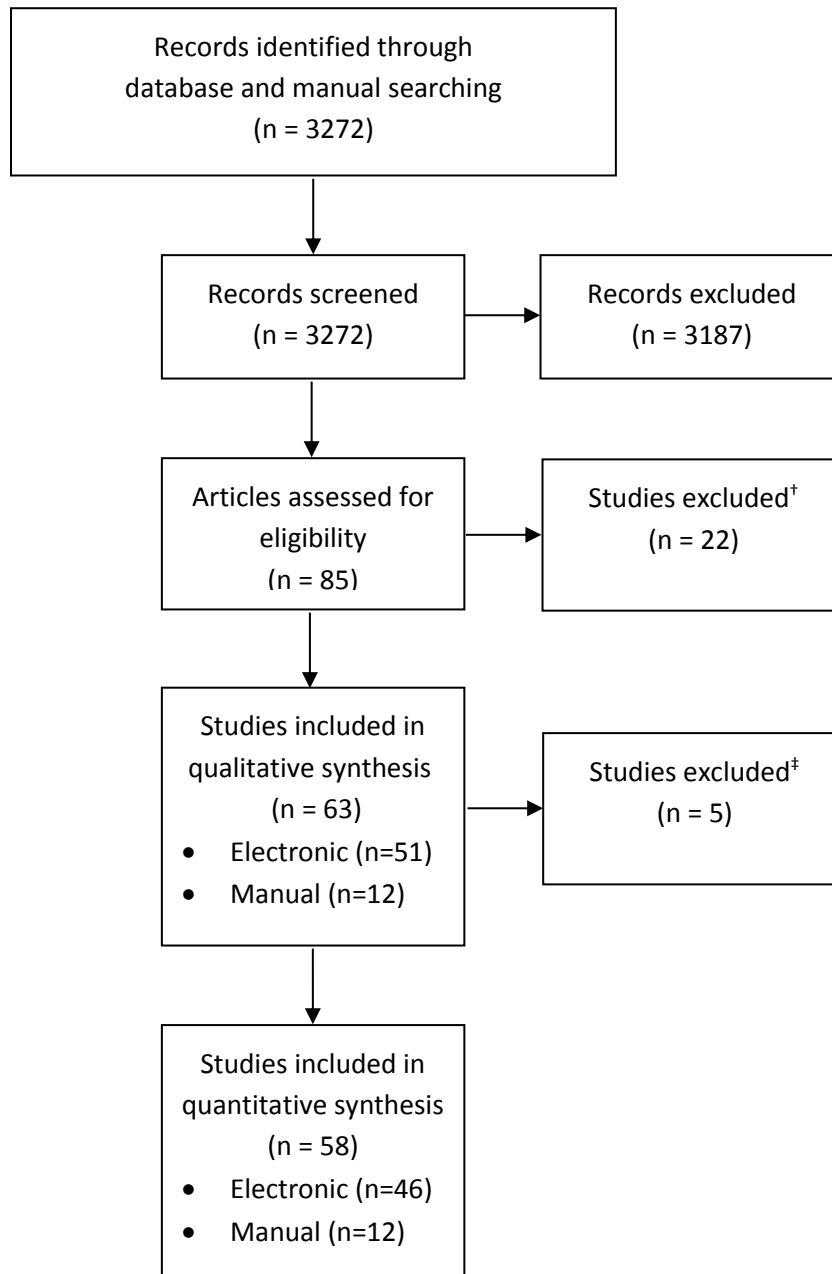 Records identified through
database and manual searching
(n = 3272)
Records screened
(n = 3272)
Records excluded
(n = 3187)
Articles assessed for
eligibility
(n = 85)
Studies excluded†
(n = 22)
Studies included in
qualitative synthesis
(n = 63)
• Electronic (n=51)
• Manual (n=12)
Studies excluded‡
(n = 5)
Studies included in
quantitative synthesis
(n = 58)
• Electronic (n=46)
• Manual (n=12)